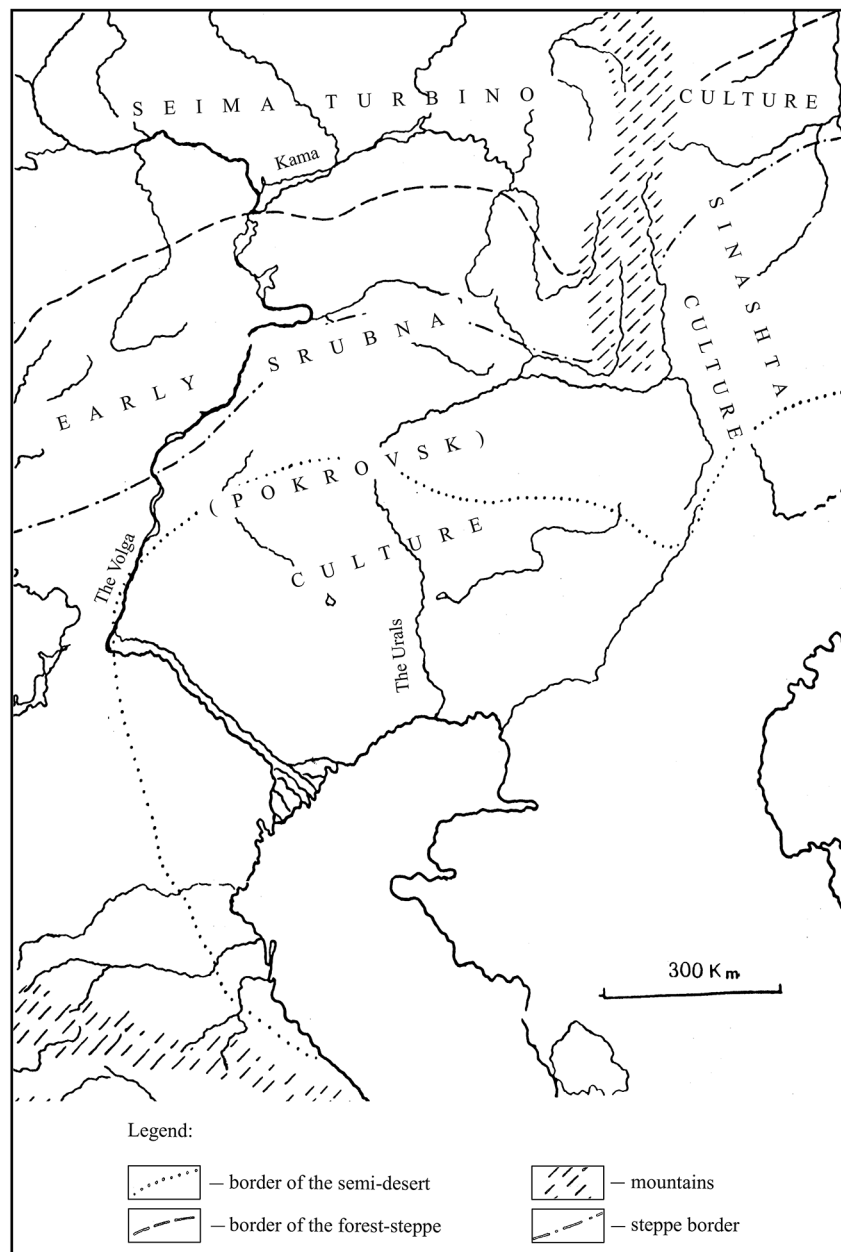 SEIMA-TURBINO CULTURE
Kama
SINASHTA
CULTURE
EARLY SRUBNA
(POKROVSK)
CULTURE
The Volga
The Urals
300 Km
Legend:
— border of the semi-desert
— mountains
— border of the forest-steppe
— steppe border